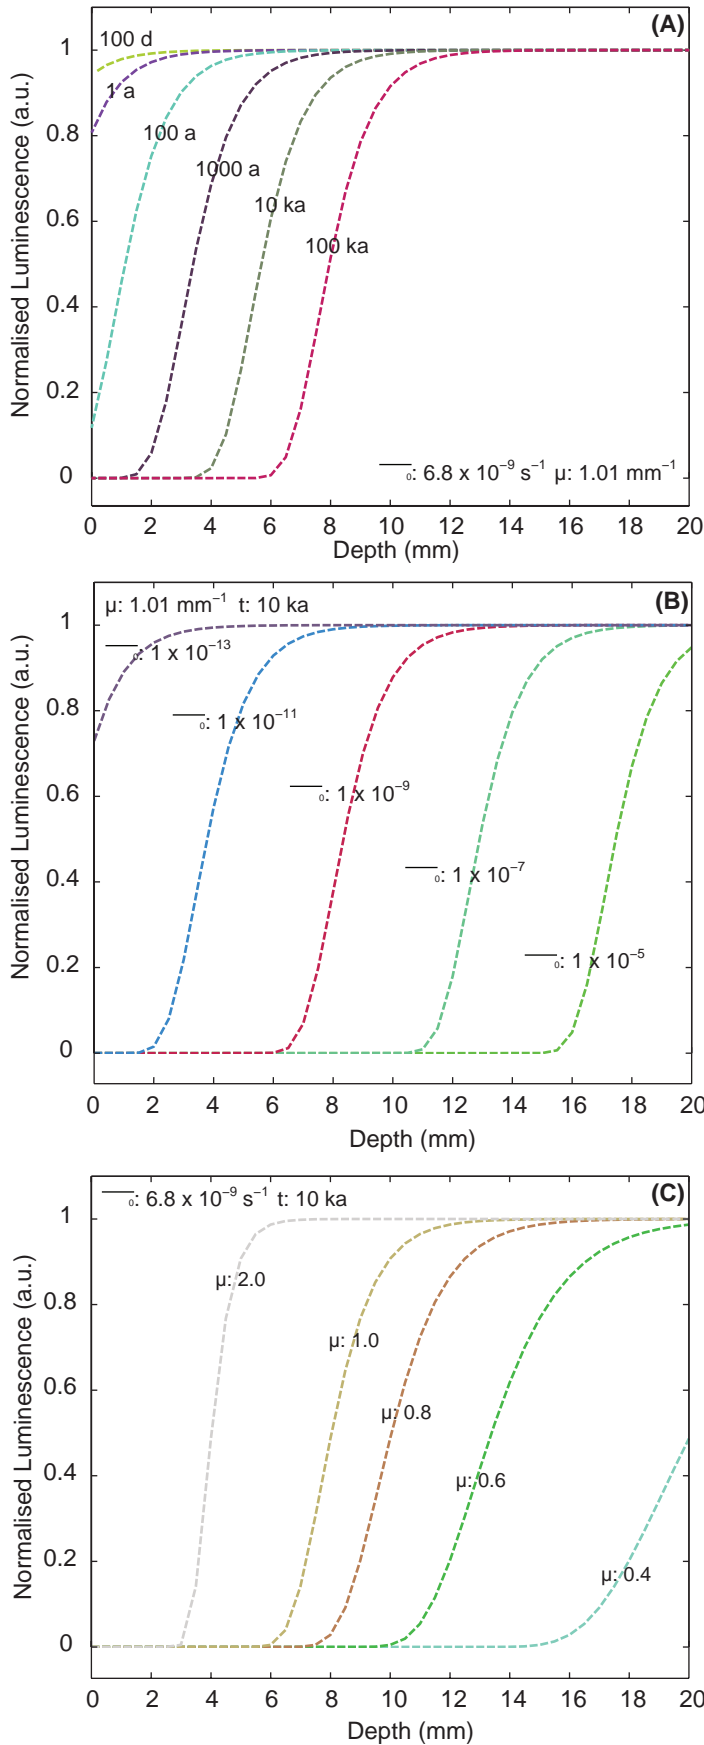 (A)
1
0.8
0.6
0.4
0.2
0
Normalised Luminescence (a.u.)
100 d
1 a
100 a
1000 a
10 ka
100 ka
₀: 6.8 x 10⁻⁹ s⁻¹ μ: 1.01 mm⁻¹
0 2 4 6 8 10 12 14 16 18 20
Depth (mm)
(B)
μ: 1.01 mm⁻¹ t: 10 ka
1
0.8
0.6
0.4
0.2
0
Normalised Luminescence (a.u.)
₀: 1 x 10⁻¹³
₀: 1 x 10⁻¹¹
₀: 1 x 10⁻⁹
₀: 1 x 10⁻⁷
₀: 1 x 10⁻⁵
0 2 4 6 8 10 12 14 16 18 20
Depth (mm)
(C)
₀: 6.8 x 10⁻⁹ s⁻¹ t: 10 ka
1
0.8
0.6
0.4
0.2
0
Normalised Luminescence (a.u.)
μ: 2.0
μ: 1.0
μ: 0.8
μ: 0.6
μ: 0.4
0 2 4 6 8 10 12 14 16 18 20
Depth (mm)